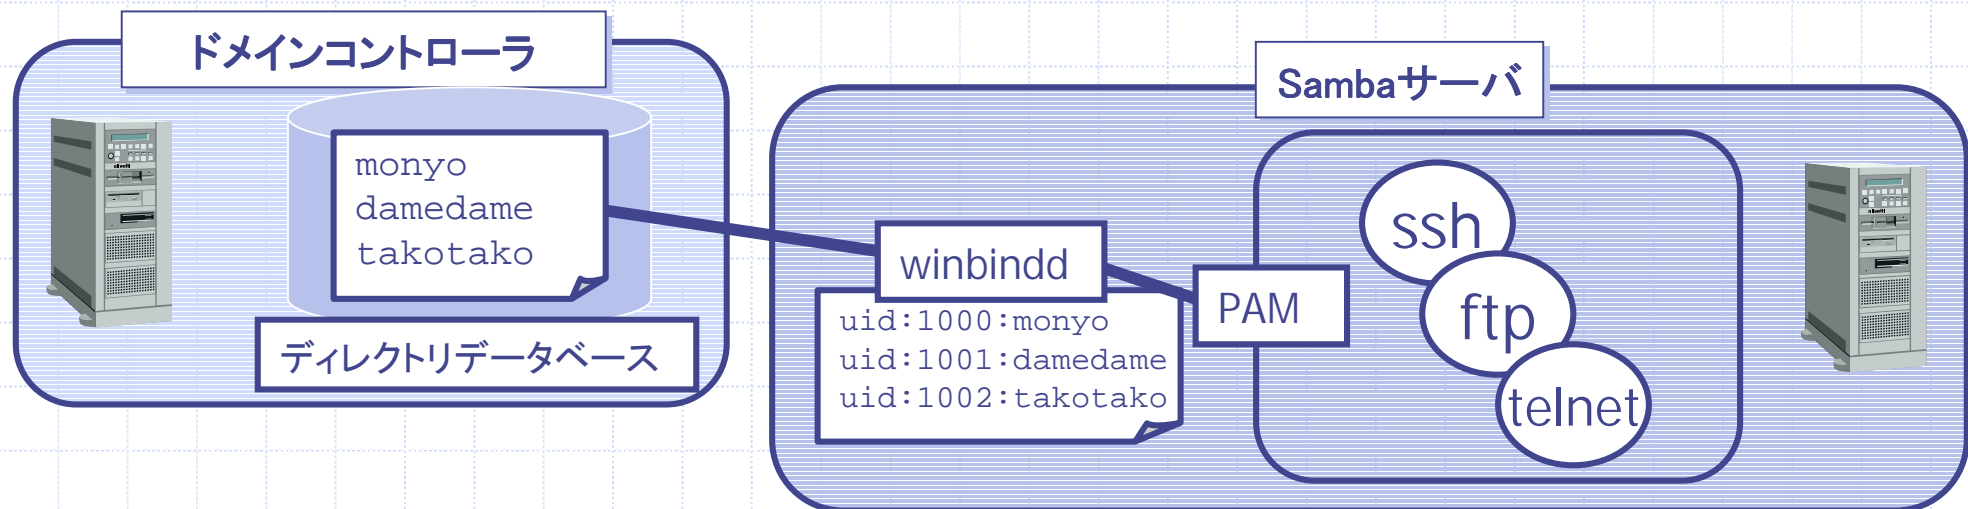 ドメインコントローラ
monyo
damedame
takotako
ディレクトリデータベース
Sambaサーバ
winbindd
uid:1000:monyo
uid:1001:damedame
uid:1002:takotako
PAM
ssh
ftp
telnet